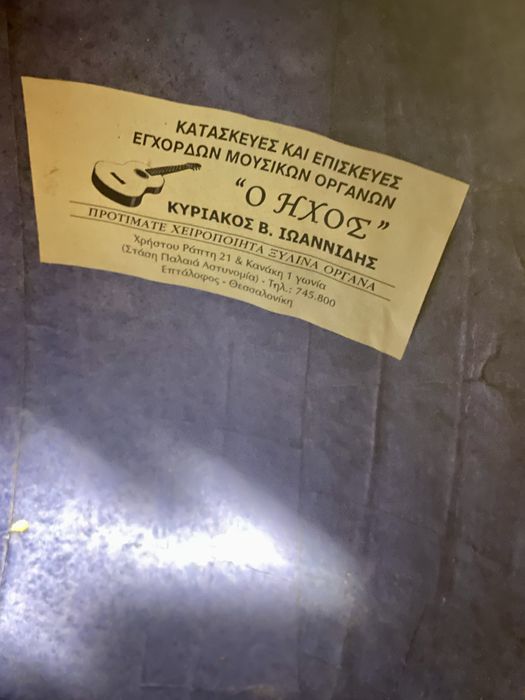 ΚΑΤΑΣΚΕΥΕΣ ΚΑΙ ΕΠΙΣΚΕΥΕΣ
ΕΓΧΟΡΔΩΝ ΜΟΥΣΙΚΩΝ ΟΡΓΑΝΩΝ
“Ο ΗΧΟΣ”
ΚΥΡΙΑΚΟΣ Β. ΙΩΑΝΝΙΔΗΣ
ΠΡΟΤΙΜΑΤΕ ΧΕΙΡΟΠΟΙΗΤΑ ΞΥΛΙΝΑ ΟΡΓΑΝΑ
Χρήστου Ράπτη 21 & Κανάκη 1 γωνία
(Στάση Παλαιά Αστυνομία) - Τηλ.: 745.800
Επτάλοφος - Θεσσαλονίκη